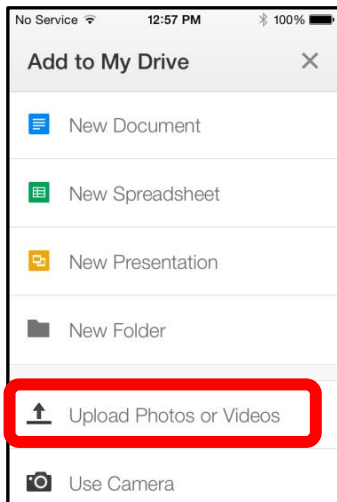 No Service 12:57 PM 100%
Add to My Drive
New Document
New Spreadsheet
New Presentation
New Folder
Upload Photos or Videos
Use Camera